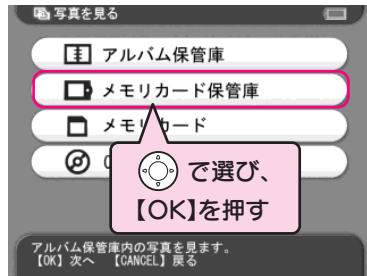 写真を見る
アルバム保管庫
メモリカード保管庫
メモリカード
で選び、
【OK】を押す
アルバム保管庫内の写真を見ます。
【OK】次へ 【CANCEL】戻る